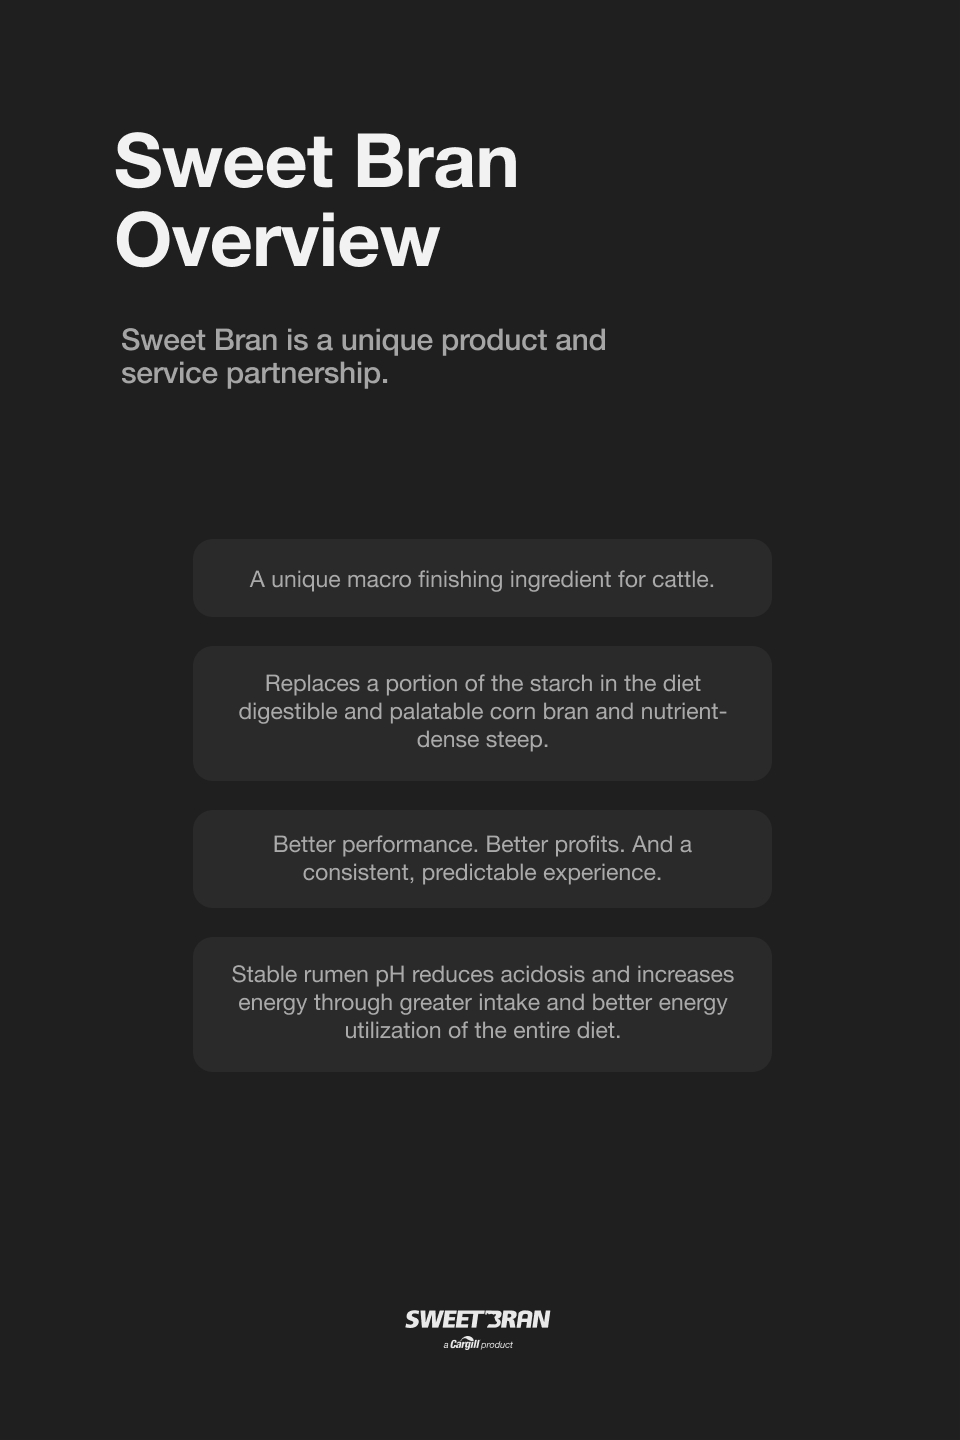 Sweet Bran
Overview
Sweet Bran is a unique product and
service partnership.
A unique macro finishing ingredient for cattle.
Replaces a portion of the starch in the diet
digestible and palatable corn bran and nutrient-
dense steep.
Better performance. Better profits. And a
consistent, predictable experience.
Stable rumen pH reduces acidosis and increases
energy through greater intake and better energy
utilization of the entire diet.
SWEET BRAN
a Cargill product